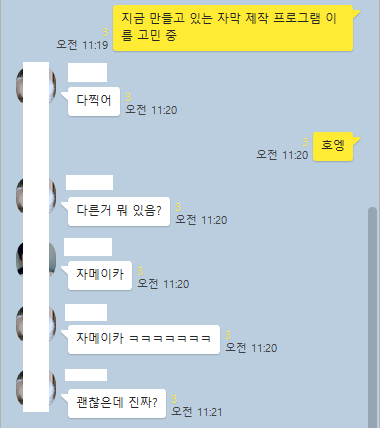 지금 만들고 있는 자막 제작 프로그램 이
름 고민 중
3
오전 11:19
다찍어
3
오전 11:20
호엥
3
오전 11:20
다른거 뭐 있음?
3
오전 11:20
자메이카
3
오전 11:20
자메이카 ㅋㅋㅋㅋㅋㅋㅋ
3
오전 11:20
괜찮은데 진짜?
3
오전 11:21